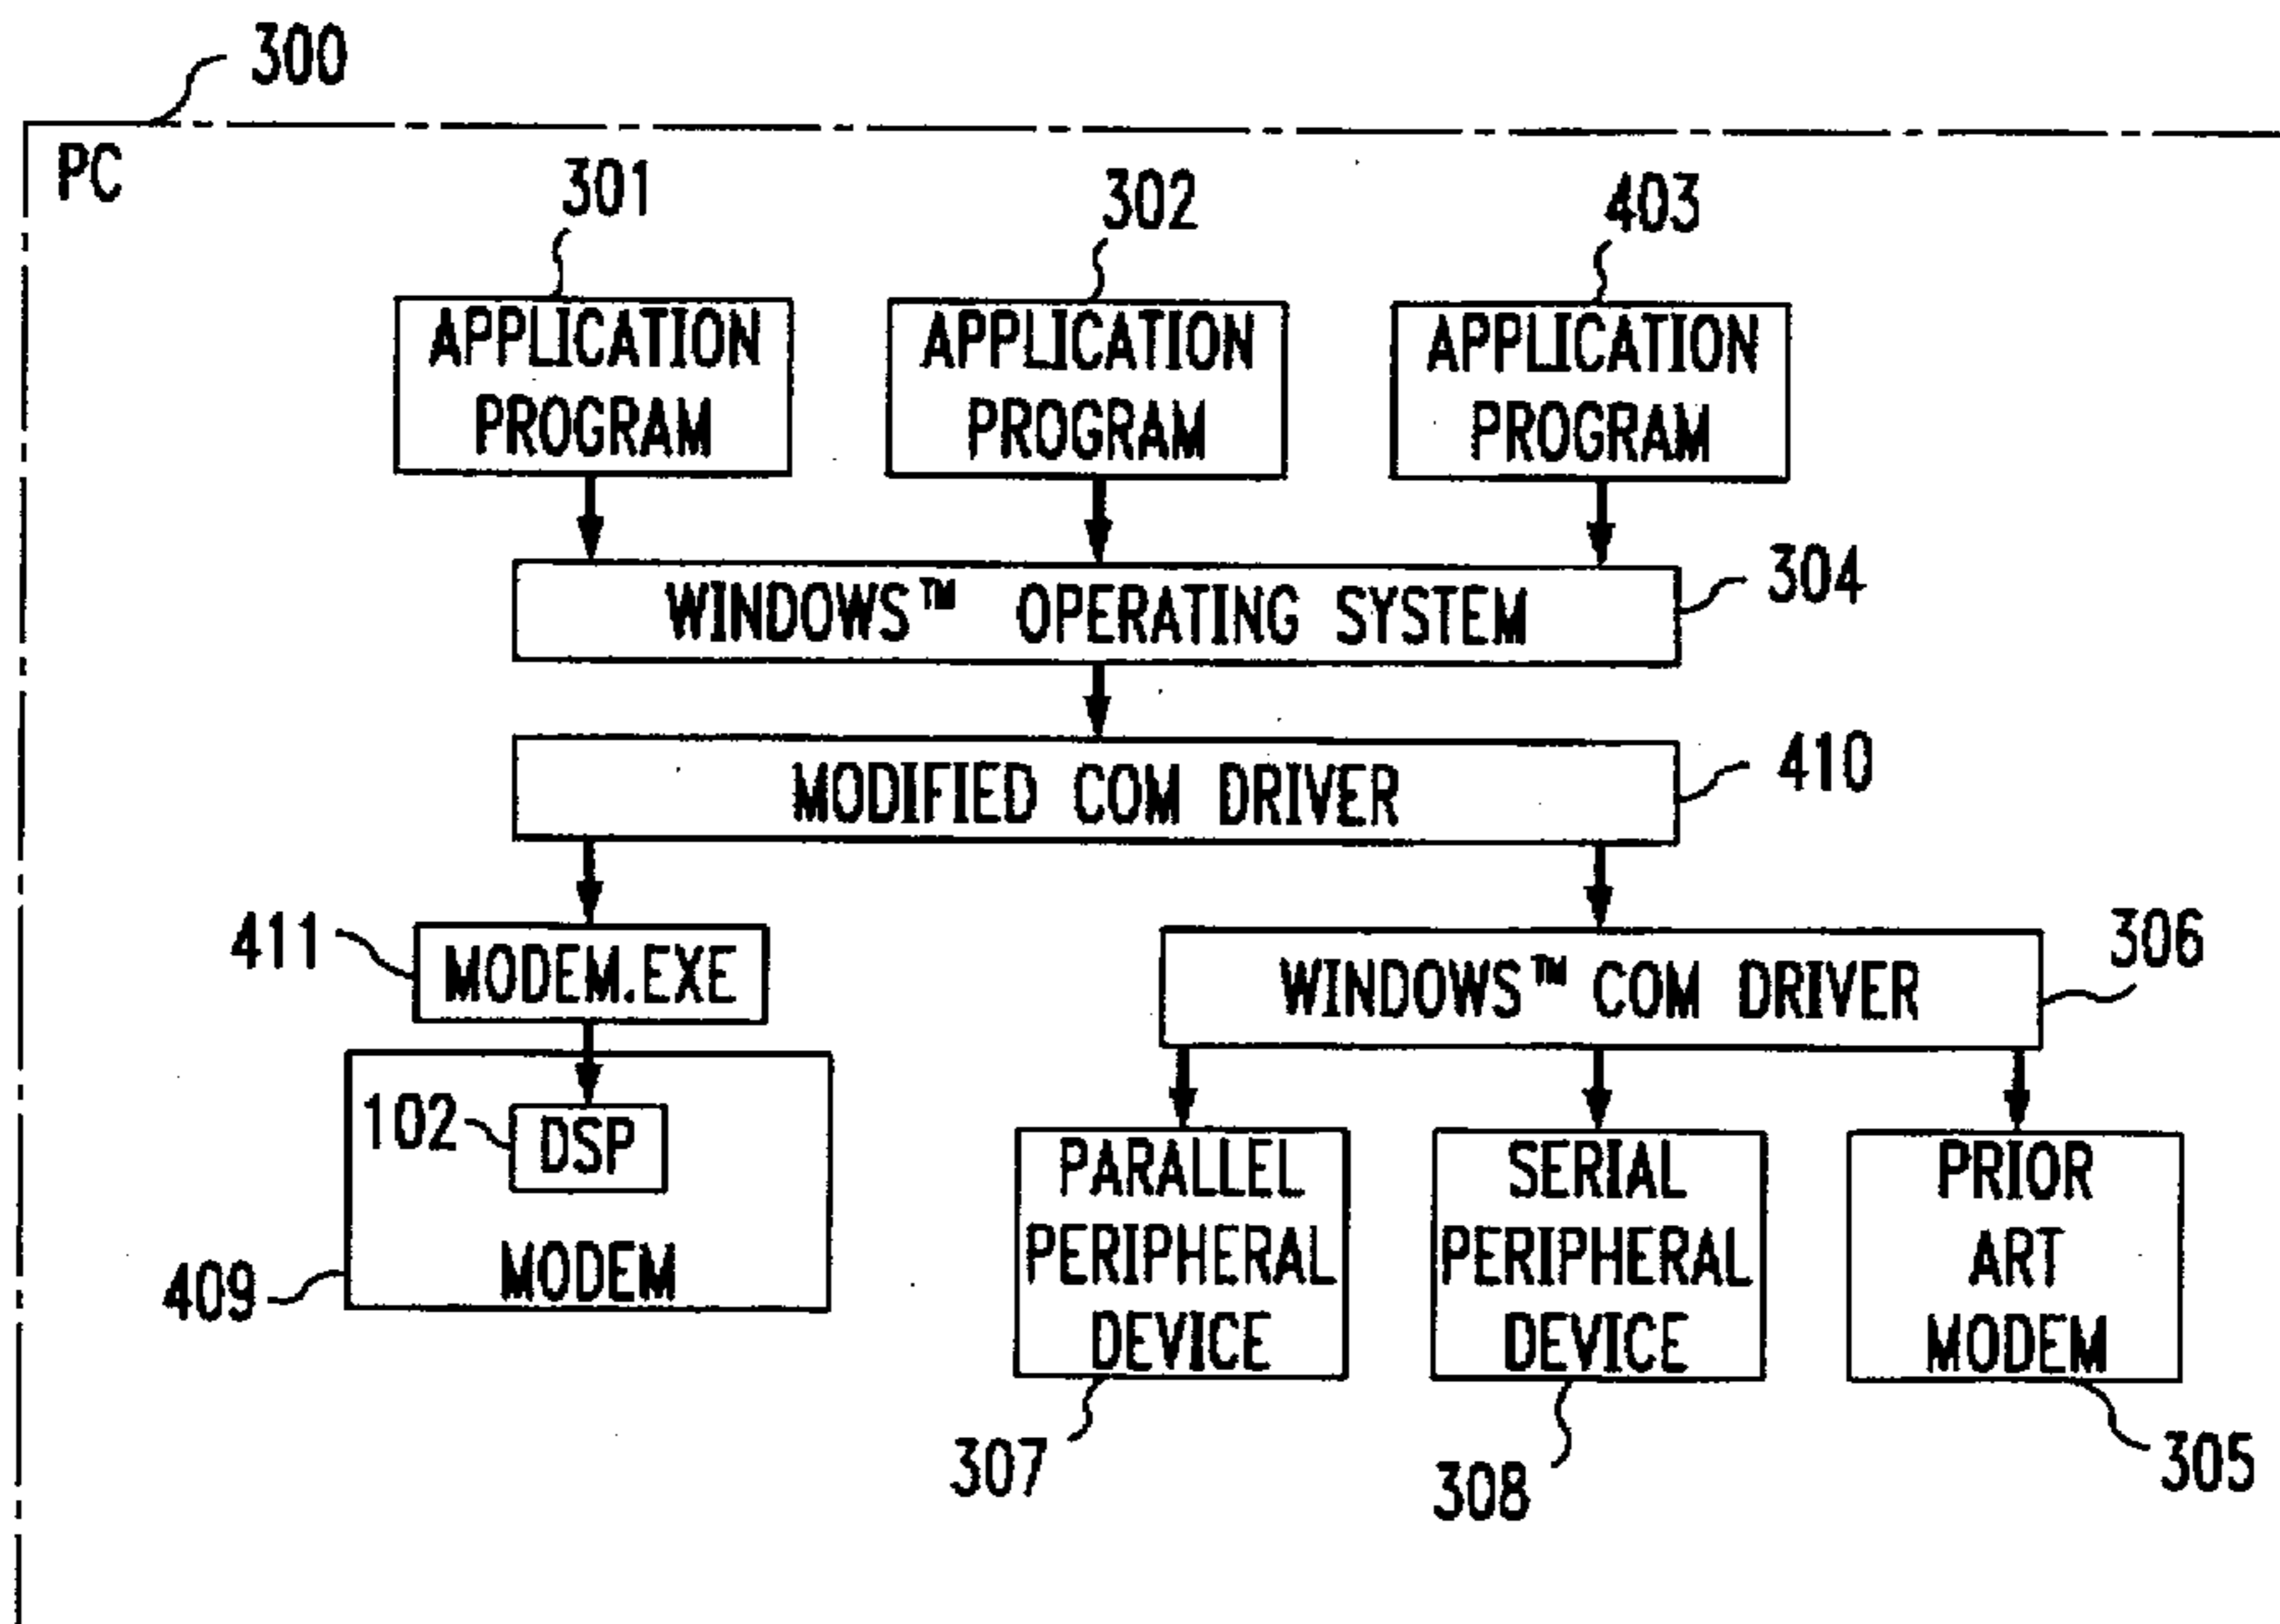 300
PC
301
302
403
APPLICATION
PROGRAM
APPLICATION
PROGRAM
APPLICATION
PROGRAM
WINDOWS™ OPERATING SYSTEM
304
MODIFIED COM DRIVER
410
411
MODEM.EXE
WINDOWS™ COM DRIVER
306
102
DSP
MODEM
409
PARALLEL
PERIPHERAL
DEVICE
SERIAL
PERIPHERAL
DEVICE
PRIOR
ART
MODEM
307
308
305